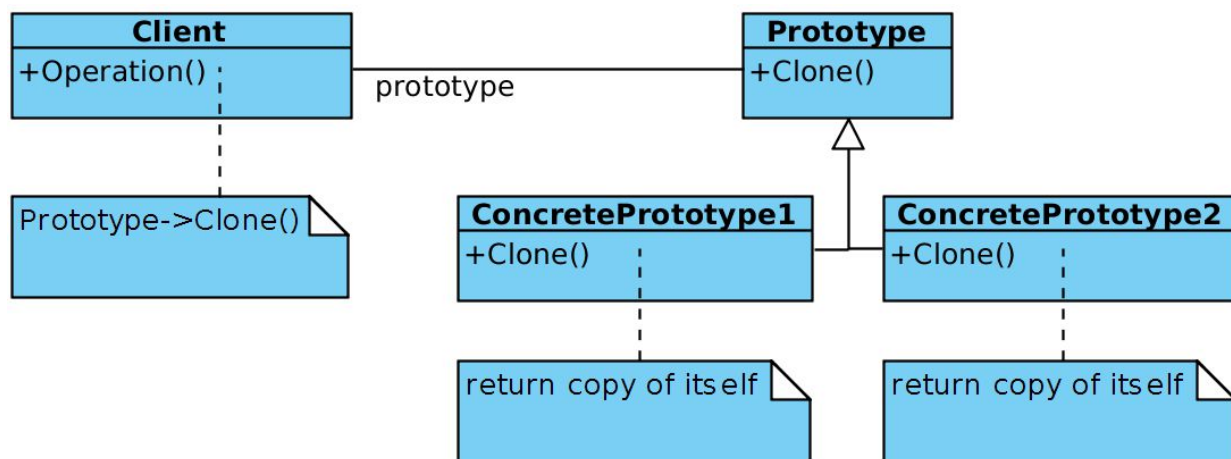 Client
+Operation()
prototype
Prototype
+Clone()
Prototype->Clone()
ConcretePrototype1
+Clone()
ConcretePrototype2
+Clone()
return copy of itself
return copy of itself